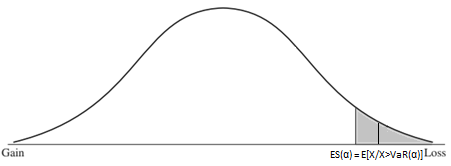 Gain
ES(α) = E[X/X>VaR(α)]
Loss